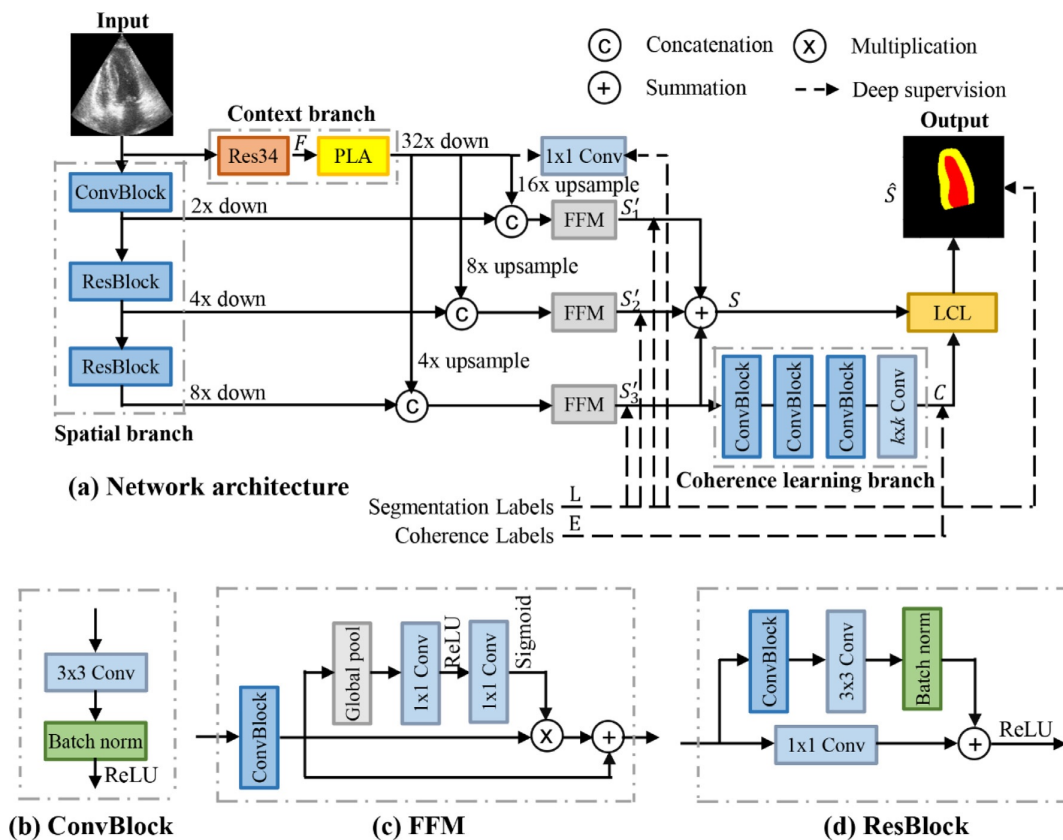 Input
C Concatenation
X Multiplication
+ Summation
Deep supervision
Context branch
Output
Res34
F
PLA
32x down
1x1 Conv
16x upsample
Ŝ
ConvBlock
2x down
C
FFM
S′1
8x upsample
ResBlock
4x down
C
FFM
S′2
+
S
LCL
4x upsample
ResBlock
8x down
C
FFM
S′3
ConvBlock
ConvBlock
ConvBlock
kxk Conv
C
Spatial branch
Coherence learning branch
(a) Network architecture
Segmentation Labels L
Coherence Labels E
3x3 Conv
Batch norm
ReLU
(b) ConvBlock
ConvBlock
Global pool
1x1 Conv
ReLU
1x1 Conv
Sigmoid
X
+
(c) FFM
ConvBlock
3x3 Conv
Batch norm
1x1 Conv
+
ReLU
(d) ResBlock